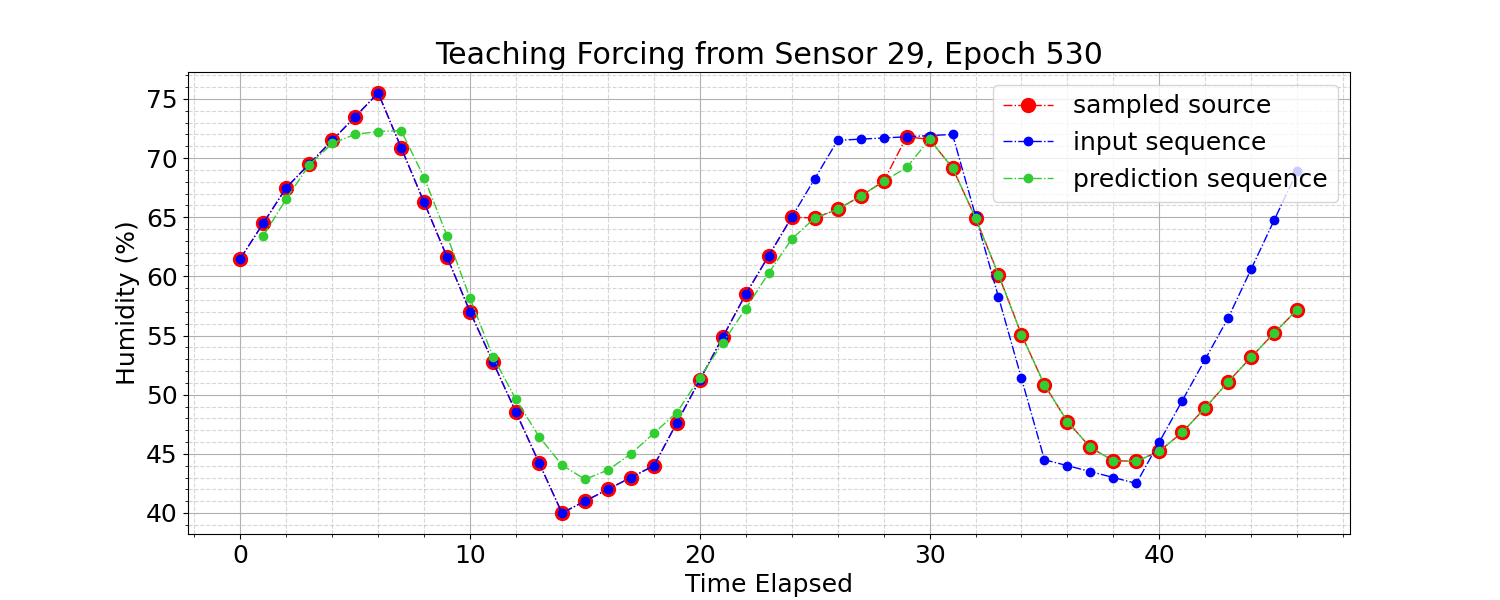 Teaching Forcing from Sensor 29, Epoch 530
75
70
65
60
55
50
45
40
Humidity (%)
sampled source
input sequence
prediction sequence
0 10 20 30 40
Time Elapsed